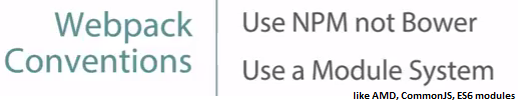 Webpack
Conventions
Use NPM not Bower
Use a Module System
like AMD, CommonJS, ES6 modules